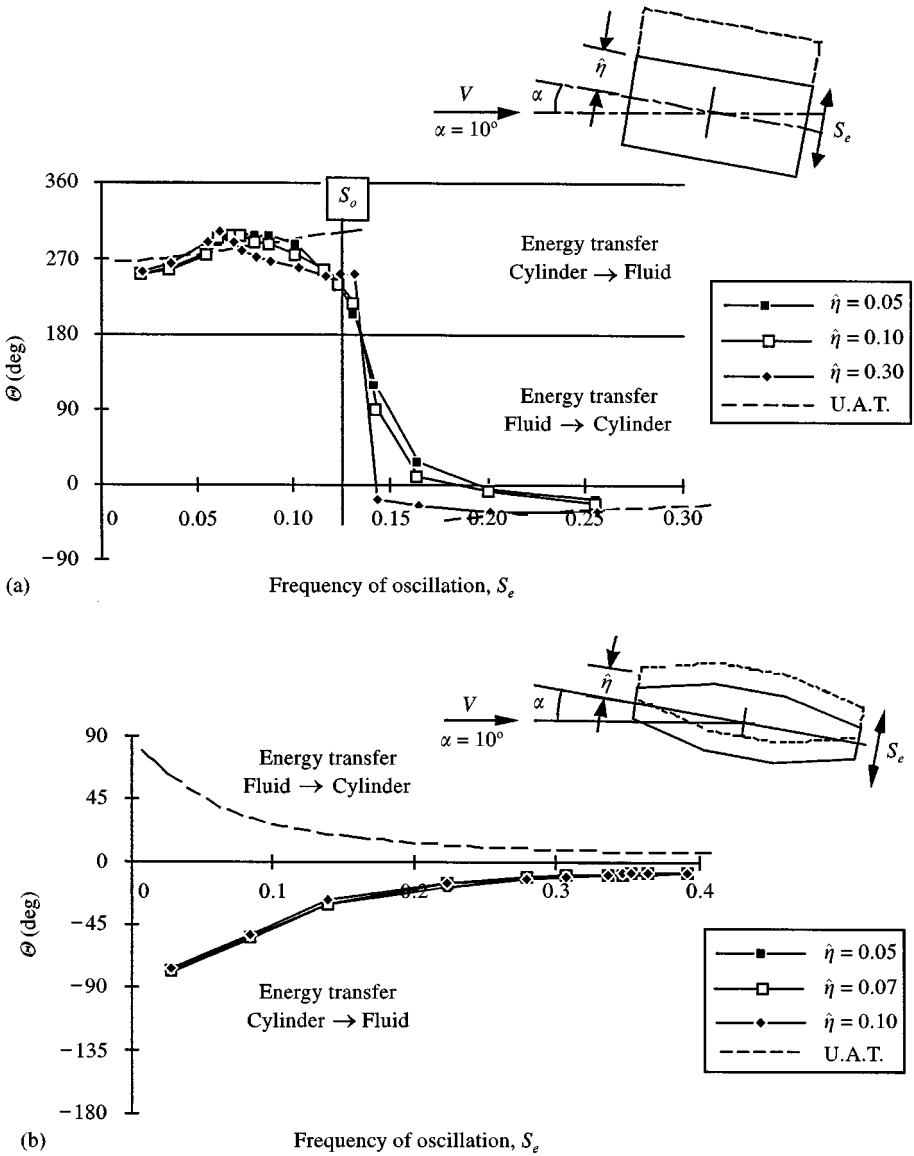 η̂
V
α
α = 10°
S_e
360
S_o
270
Energy transfer
Cylinder → Fluid
180
Θ (deg)
90
Energy transfer
Fluid → Cylinder
0
0 0.05 0.10 0.15 0.20 0.25 0.30
−90
η̂ = 0.05
η̂ = 0.10
η̂ = 0.30
U.A.T.
(a)
Frequency of oscillation, S_e
η̂
V
α
α = 10°
S_e
90
Energy transfer
Fluid → Cylinder
45
0
0 0.1 0.2 0.3 0.4
Θ (deg)
−45
−90
Energy transfer
Cylinder → Fluid
−135
−180
η̂ = 0.05
η̂ = 0.07
η̂ = 0.10
U.A.T.
(b)
Frequency of oscillation, S_e